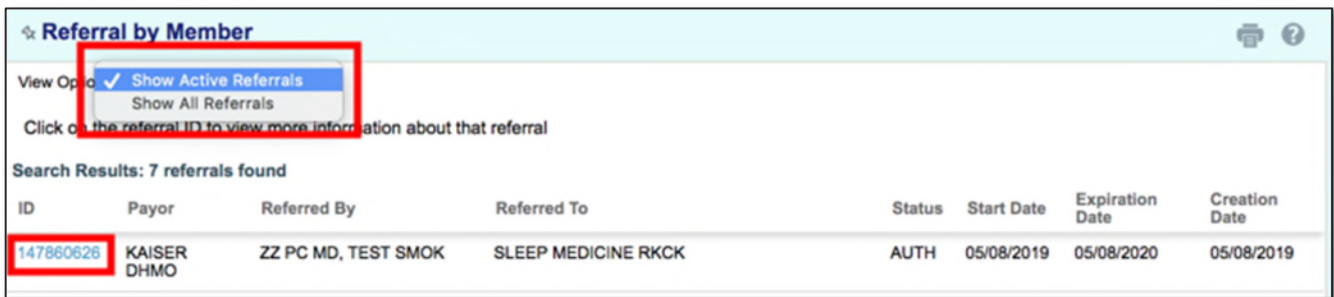 Referral by Member
View Optio ✓ Show Active Referrals
Show All Referrals
Click on the referral ID to view more information about that referral
Search Results: 7 referrals found
ID Payor Referred By Referred To Status Start Date Expiration Date Creation Date
147860626 KAISER DHMO ZZ PC MD, TEST SMOK SLEEP MEDICINE RKCK AUTH 05/08/2019 05/08/2020 05/08/2019